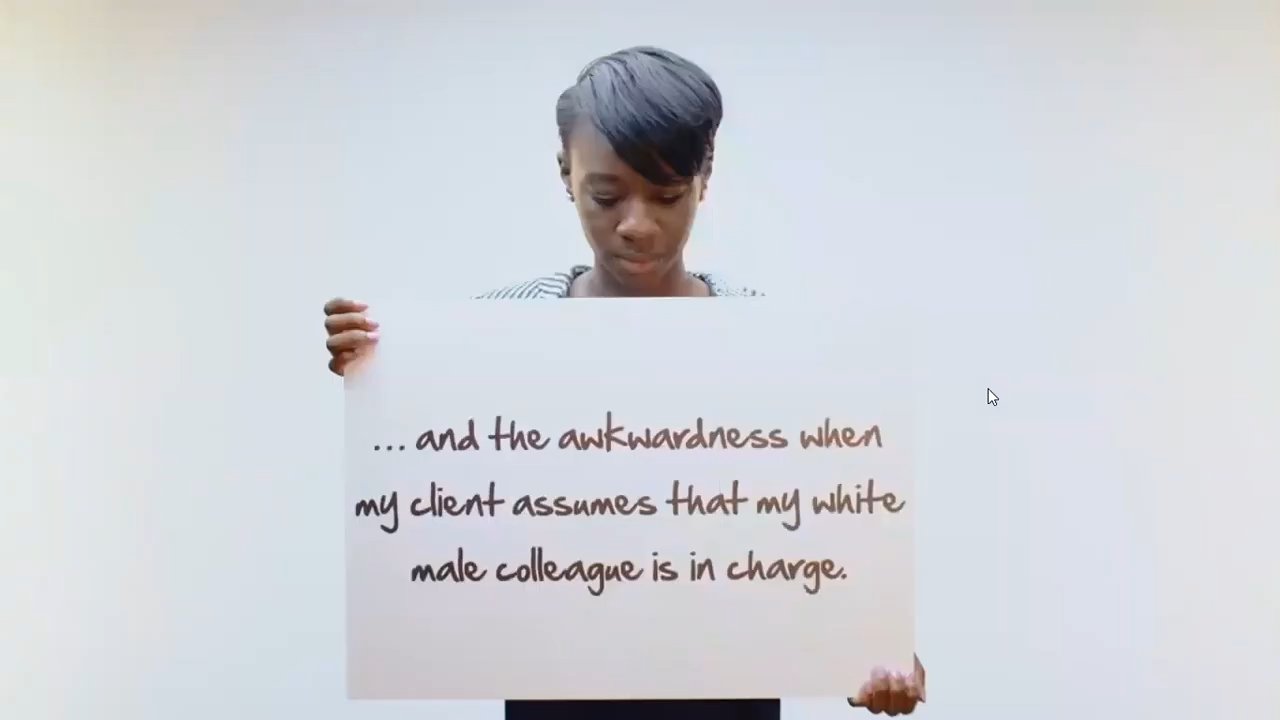 ... and the awkwardness when
my client assumes that my white
male colleague is in charge.